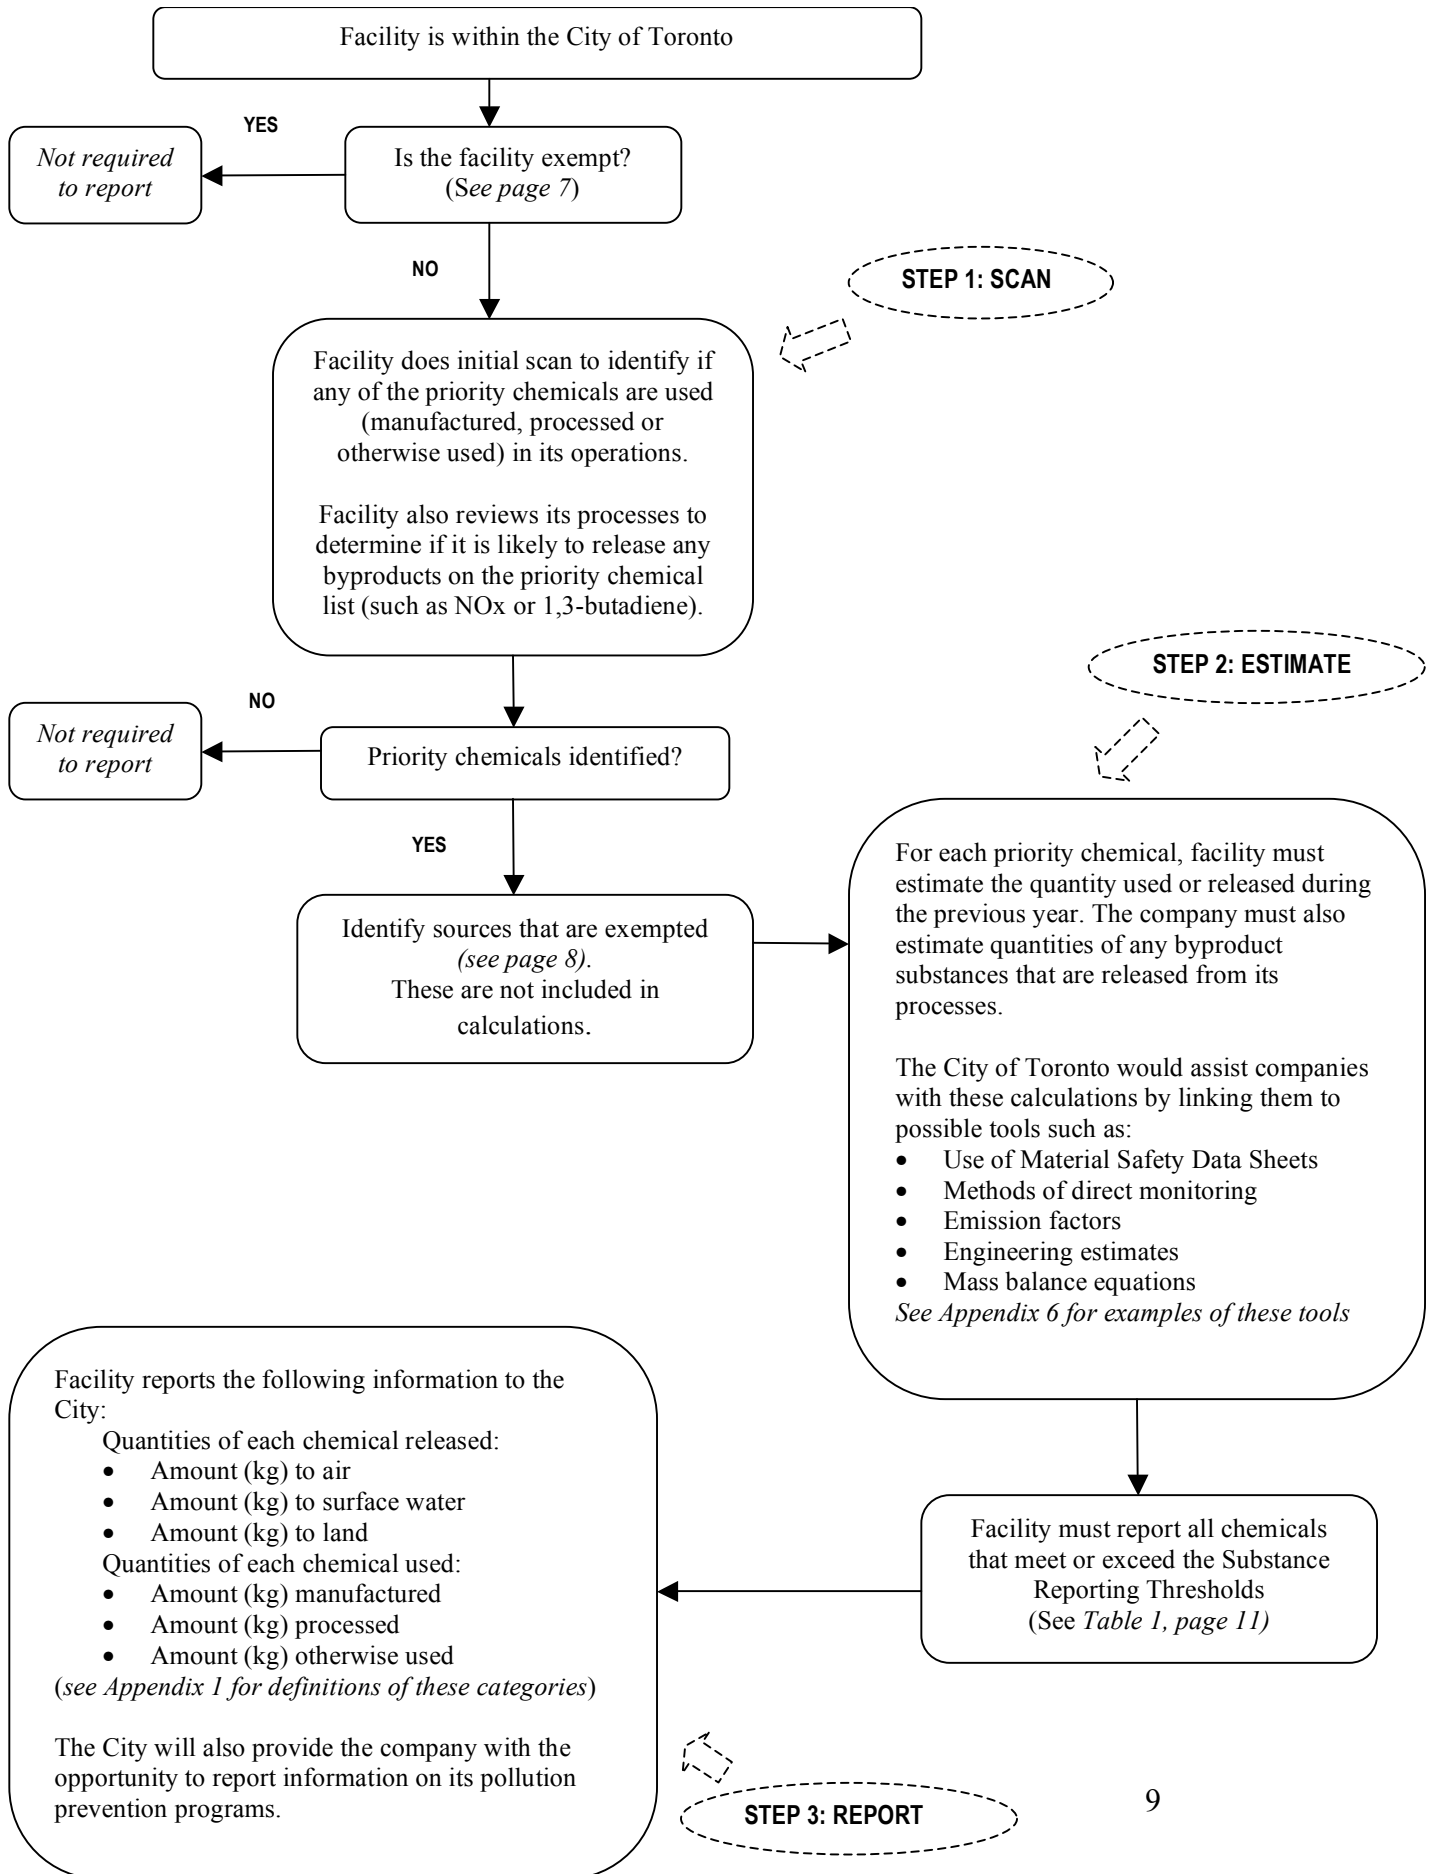 Facility is within the City of Toronto
YES
Not required
to report
Is the facility exempt?
(See page 7)
NO
STEP 1: SCAN
Facility does initial scan to identify if
any of the priority chemicals are used
(manufactured, processed or
otherwise used) in its operations.
Facility also reviews its processes to
determine if it is likely to release any
byproducts on the priority chemical
list (such as NOx or 1,3-butadiene).
STEP 2: ESTIMATE
NO
Not required
to report
Priority chemicals identified?
YES
Identify sources that are exempted
(see page 8).
These are not included in
calculations.
For each priority chemical, facility must
estimate the quantity used or released during
the previous year. The company must also
estimate quantities of any byproduct
substances that are released from its
processes.
The City of Toronto would assist companies
with these calculations by linking them to
possible tools such as:
• Use of Material Safety Data Sheets
• Methods of direct monitoring
• Emission factors
• Engineering estimates
• Mass balance equations
See Appendix 6 for examples of these tools
Facility must report all chemicals
that meet or exceed the Substance
Reporting Thresholds
(See Table 1, page 11)
Facility reports the following information to the
City:
Quantities of each chemical released:
• Amount (kg) to air
• Amount (kg) to surface water
• Amount (kg) to land
Quantities of each chemical used:
• Amount (kg) manufactured
• Amount (kg) processed
• Amount (kg) otherwise used
(see Appendix 1 for definitions of these categories)
The City will also provide the company with the
opportunity to report information on its pollution
prevention programs.
STEP 3: REPORT
9